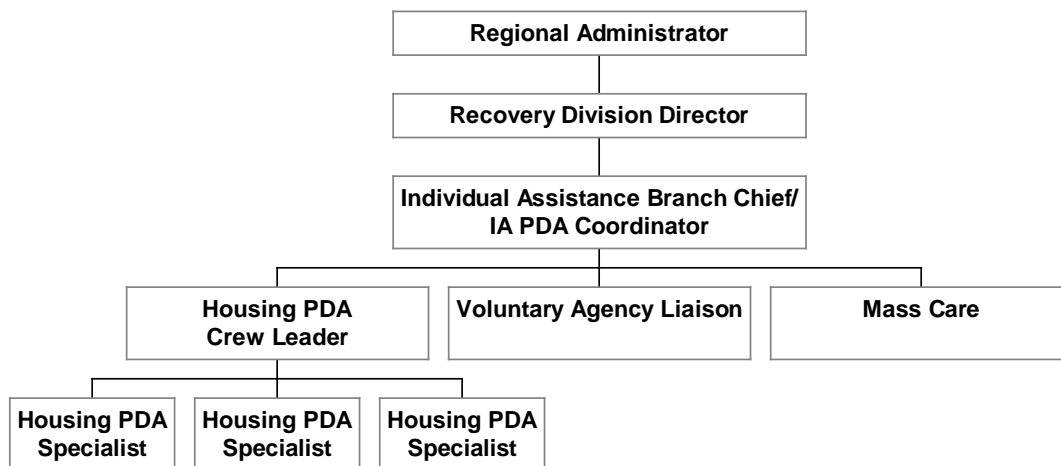 Regional Administrator
Recovery Division Director
Individual Assistance Branch Chief/
IA PDA Coordinator
Housing PDA
Crew Leader
Voluntary Agency Liaison
Mass Care
Housing PDA
Specialist
Housing PDA
Specialist
Housing PDA
Specialist